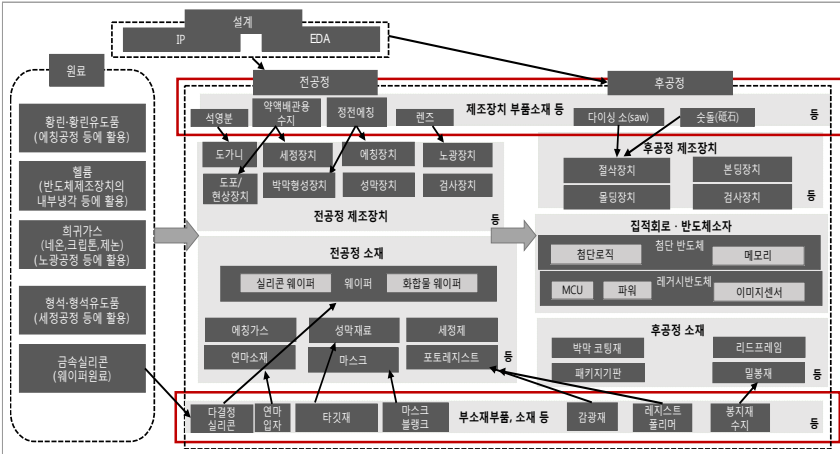 설계
IP
EDA
원료
황린·황린유도품
(에칭공정 등에 활용)
헬륨
(반도체제조장치의
내부냉각 등에 활용)
희귀가스
(네온,크립톤,제논)
(노광공정 등에 활용)
형석·형석유도품
(세정공정 등에 활용)
금속실리콘
(웨이퍼원료)
전공정
후공정
제조장치 부품소재 등
석영분
약액배관용
수지
정전에칭
렌즈
다이싱 소(saw)
숫돌(砥石)
등
도가니
세정장치
에칭장치
노광장치
도포/
현상장치
박막형성장치
성막장치
검사장치
전공정 제조장치
등
후공정 제조장치
절삭장치
본딩장치
몰딩장치
검사장치
등
전공정 소재
실리콘 웨이퍼
웨이퍼
화합물 웨이퍼
에칭가스
성막재료
세정제
연마소재
마스크
포토레지스트
등
집적회로·반도체소자
첨단 반도체
첨단로직
메모리
레거시반도체
MCU
파워
이미지센서
후공정 소재
박막 코팅재
리드프레임
패키지기판
밀봉재
등
부소재부품, 소재 등
다결정
실리콘
연마
입자
타깃재
마스크
블랭크
감광재
레지스트
폴리머
봉지재
수지
등